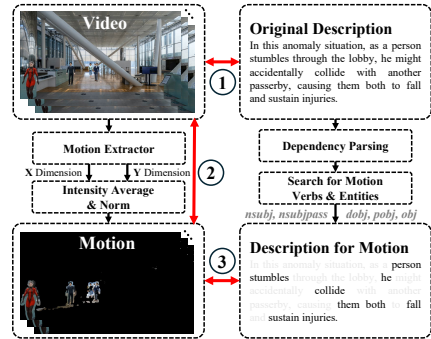 Video
Original Description
In this anomaly situation, as a person
stumbles through the lobby, he might
accidentally collide with another
passerby, causing them both to fall
and sustain injuries.
1
Motion Extractor
X Dimension
Y Dimension
Intensity Average
& Norm
2
Dependency Parsing
Search for Motion
Verbs & Entities
nsubj, nsubjpass
dobj, pobj, obj
Motion
3
Description for Motion
In this anomaly situation, as a person
stumbles through the lobby, he might
accidentally collide with another
passerby, causing them both to fall
and sustain injuries.